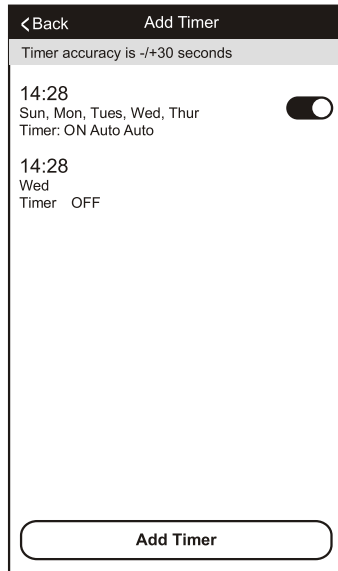 Back
Add Timer
Timer accuracy is -/+30 seconds
14:28
Sun, Mon, Tues, Wed, Thur
Timer: ON Auto Auto
14:28
Wed
Timer OFF
Add Timer